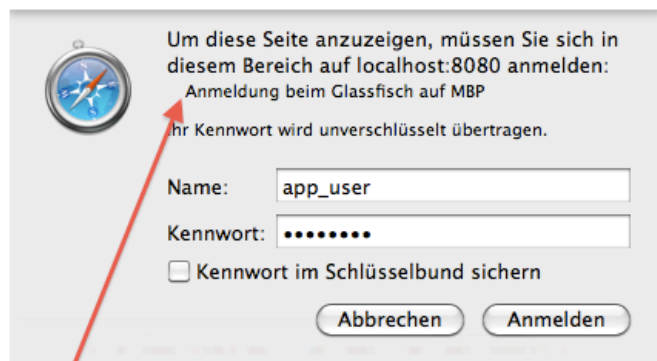 Um diese Seite anzuzeigen, müssen Sie sich in
diesem Bereich auf localhost:8080 anmelden:
Anmeldung beim Glassfisch auf MBP
Ihr Kennwort wird unverschlüsselt übertragen.
Name: app_user
Kennwort: ••••••••
Kennwort im Schlüsselbund sichern
Abbrechen Anmelden